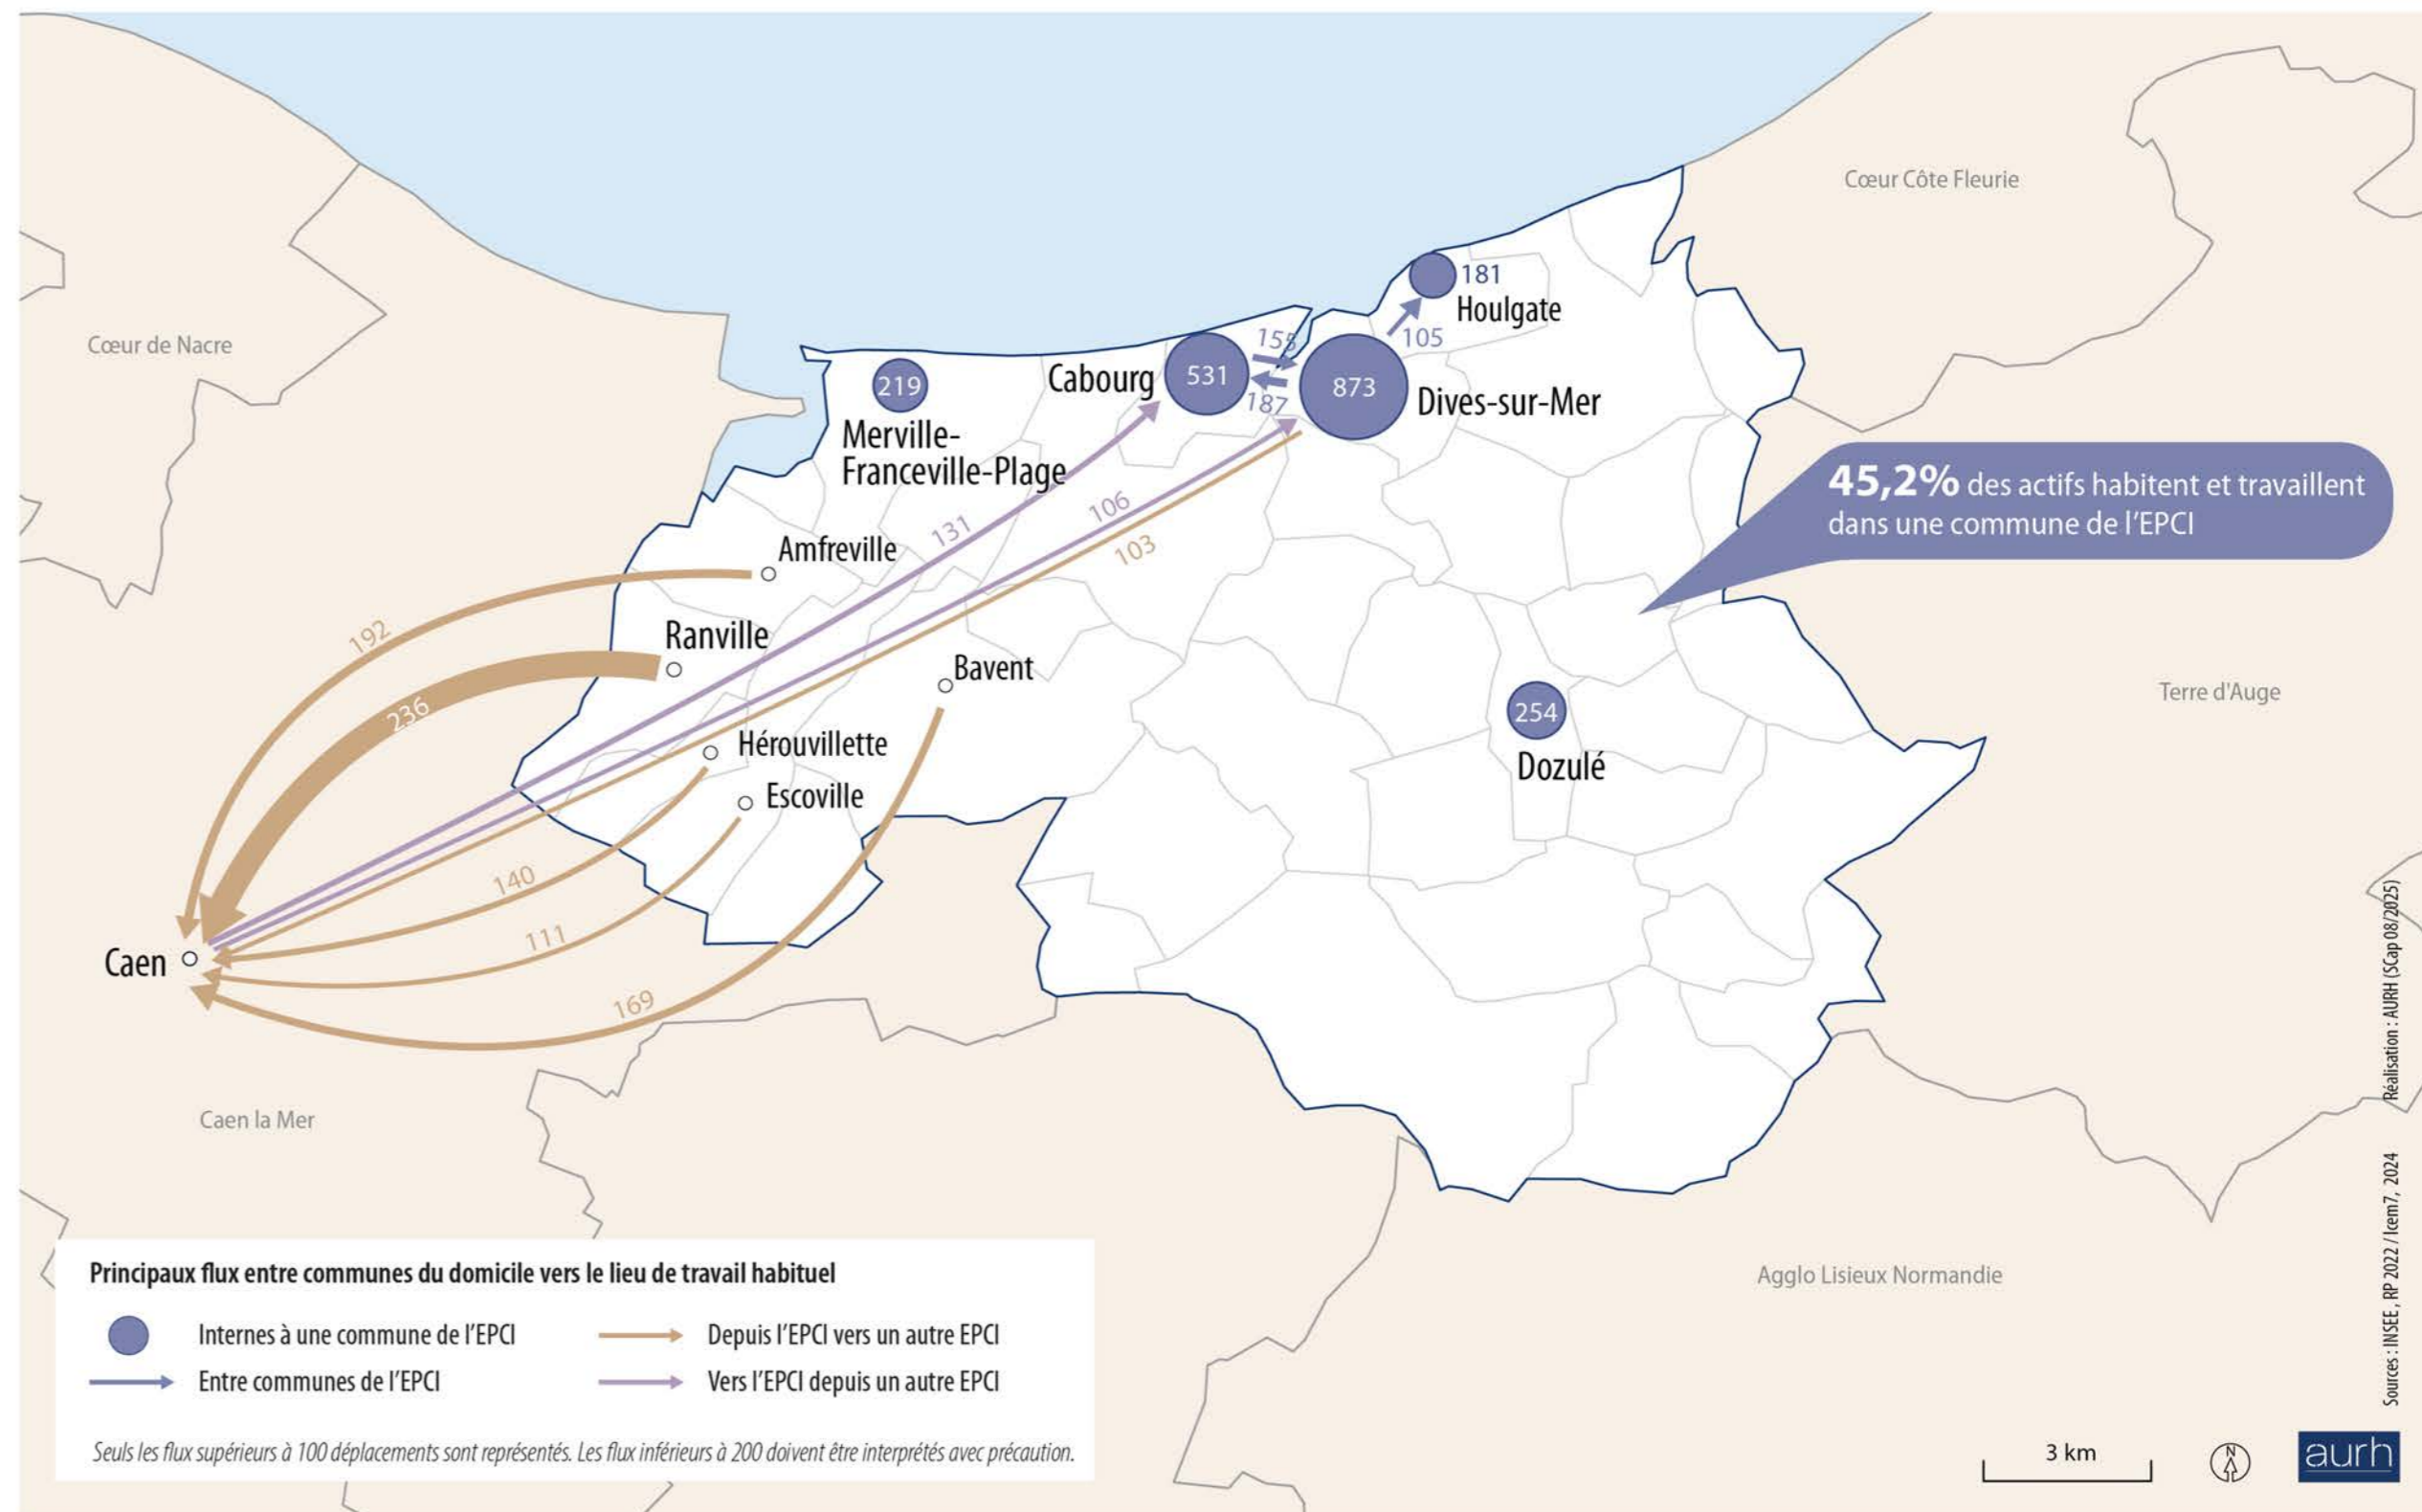 Cœur Côte Fleurie
181
Houlgate
105
155
Cœur de Nacre
219
Cabourg
531
873
187
Dives-sur-Mer
Merville-
Franceville-Plage
45,2% des actifs habitent et travaillent
dans une commune de l'EPCI
131
106
103
Amfreville
192
Ranville
Bavent
236
Terre d'Auge
254
Hérouvillette
Dozulé
Escoville
140
111
Caen
169
Caen la Mer
Principaux flux entre communes du domicile vers le lieu de travail habituel
Internes à une commune de l'EPCI
Depuis l'EPCI vers un autre EPCI
Entre communes de l'EPCI
Vers l'EPCI depuis un autre EPCI
Seuls les flux supérieurs à 100 déplacements sont représentés. Les flux inférieurs à 200 doivent être interprétés avec précaution.
Agglo Lisieux Normandie
3 km
N
aurh
Sources : INSEE, RP 2022 / Icem7, 2024
Réalisation : AURH (SCap 08/2025)